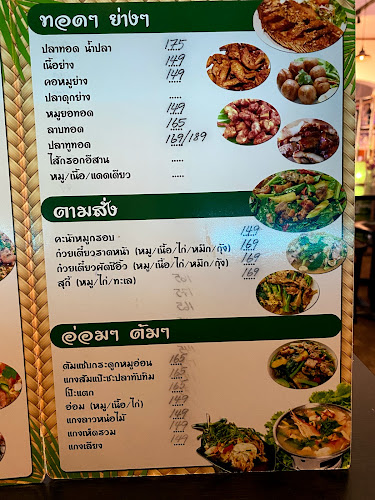 ทอดๆ ย่างๆ
ปลาทอด น้ำปลา 175
เนื้อย่าง 149
คอหมูย่าง 149
ปลาดุกย่าง .....
หมูยอทอด 149
ลาบทอด 165
ปลาทูทอด 169/189
ไส้กรอกอีสาน .....
หมู/เนื้อ/แดดเดียว .....
ตามสั่ง
คะน้าหมูกรอบ 149
ก๋วยเตี๋ยวราดหน้า (หมู/เนื้อ/ไก่/หมึก/กุ้ง) 169
ก๋วยเตี๋ยวผัดซีอิ๊ว (หมู/เนื้อ/ไก่/หมึก/กุ้ง) 169
สุกี้ (หมู/ไก่/ทะเล) 169
อ่อมๆ ต้มๆ
ต้มแซ่บกระดูกหมูอ่อน 165
แกงส้มแป๊ะซะปลาทับทิม 165
โป๊ะแตก 165
อ่อม (หมู/เนื้อ/ไก่) 149
แกงลาวหน่อไม้ 149
แกงเห็ดรวม 149
แกงเลียง 149